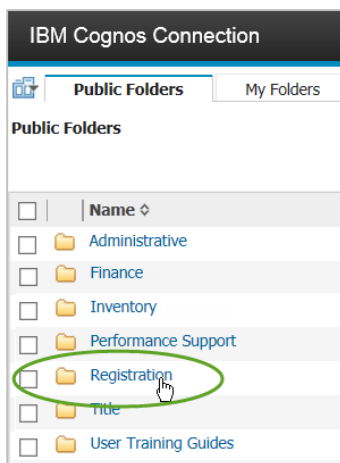 IBM Cognos Connection
Public Folders My Folders
Public Folders
Name
Administrative
Finance
Inventory
Performance Support
Registration
Title
User Training Guides